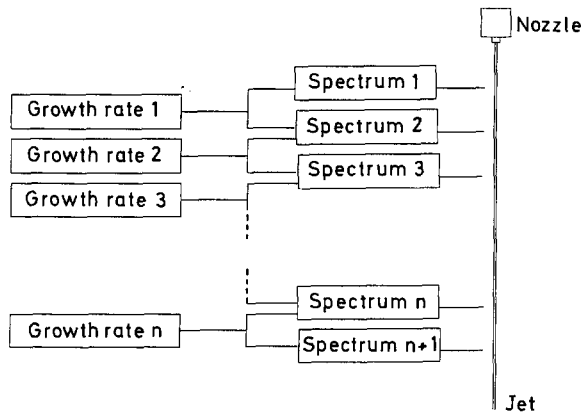 Nozzle
Spectrum 1
Growth rate 1
Spectrum 2
Growth rate 2
Spectrum 3
Growth rate 3
Spectrum n
Growth rate n
Spectrum n+1
Jet